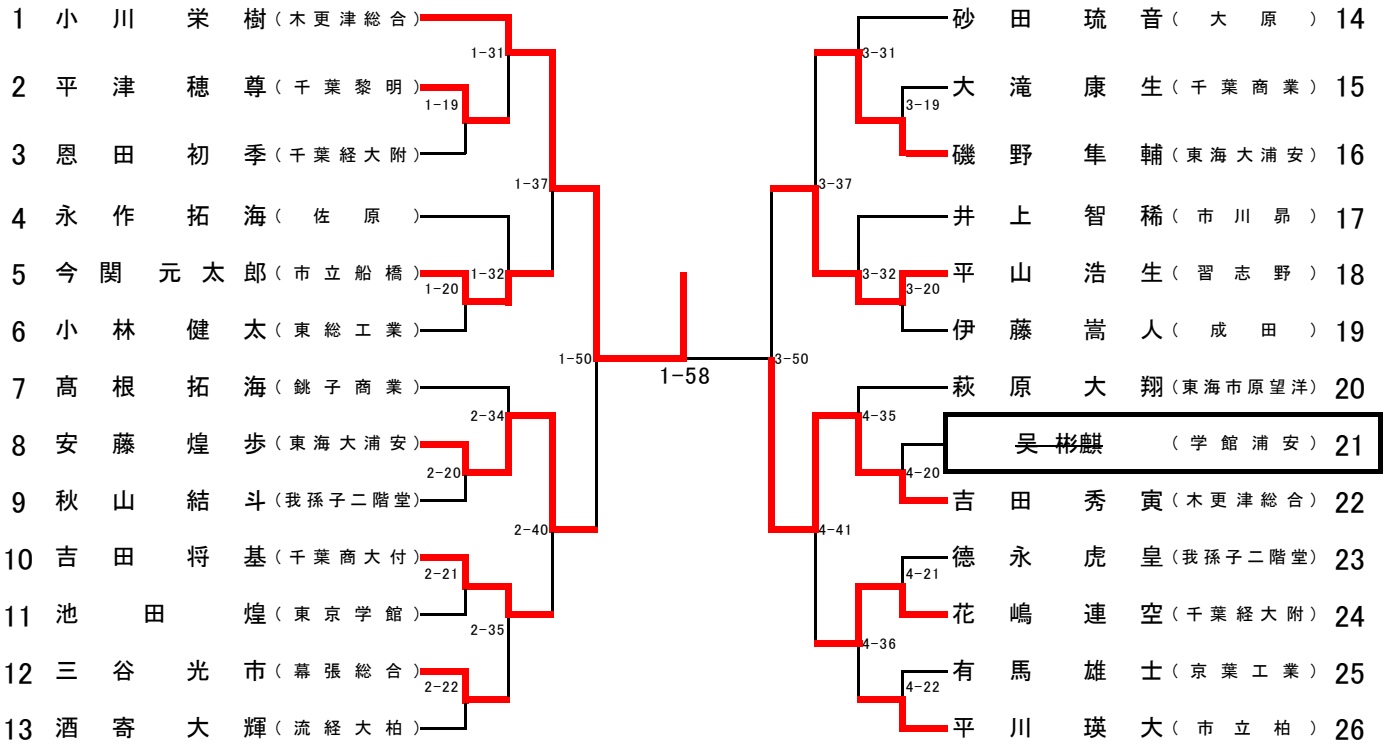 1 小川 栄樹 (木更津総合)
2 平津 穂尊 (千葉黎明)
3 恩田 初季 (千葉経大附)
4 永作 拓海 (佐原)
5 今関 元太郎 (市立船橋)
6 小林 健太 (東総工業)
7 髙根 拓海 (銚子商業)
8 安藤 煌歩 (東海大浦安)
9 秋山 結斗 (我孫子二階堂)
10 吉田 将基 (千葉商大付)
11 池田 煌 (東京学館)
12 三谷 光市 (幕張総合)
13 酒寄 大輝 (流経大柏)
1-31
1-19
1-37
1-32
1-20
1-50
2-34
2-20
2-40
2-21
2-35
2-22
1-58
3-31
3-19
3-37
3-32
3-20
3-50
4-35
4-20
4-41
4-21
4-36
4-22
砂田 琉音 (大原) 14
大滝 康生 (千葉商業) 15
磯野 隼輔 (東海大浦安) 16
井上 智稀 (市川昴) 17
平山 浩生 (習志野) 18
伊藤 嵩人 (成田) 19
萩原 大翔 (東海市原望洋) 20
吴 彬麒 (学館浦安) 21
吉田 秀寅 (木更津総合) 22
德永 虎皇 (我孫子二階堂) 23
花嶋 連空 (千葉経大附) 24
有馬 雄士 (京葉工業) 25
平川 瑛大 (市立柏) 26